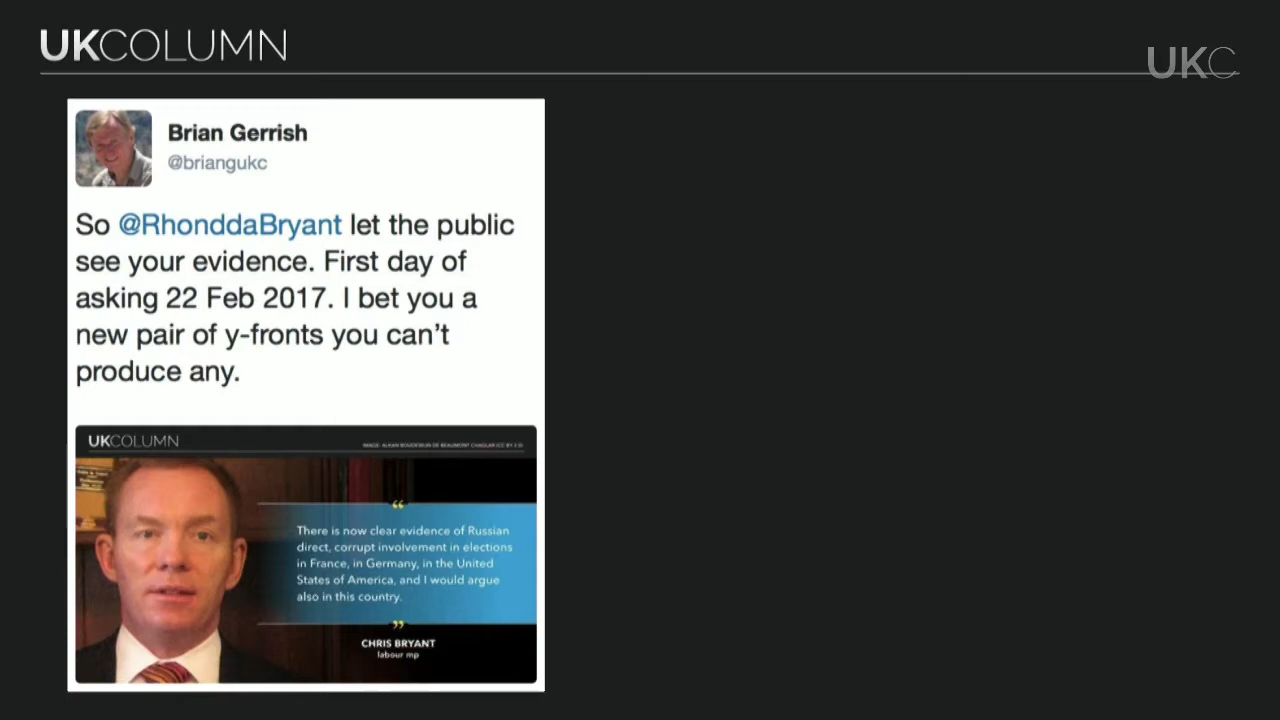 UKCOLUMN
UKC
Brian Gerrish
@briangukc
So @RhonddaBryant let the public
see your evidence. First day of
asking 22 Feb 2017. I bet you a
new pair of y-fronts you can’t
produce any.
UKCOLUMN
“
There is now clear evidence of Russian
direct, corrupt involvement in elections
in France, in Germany, in the United
States of America, and I would argue
also in this country.
”
CHRIS BRYANT
labour mp